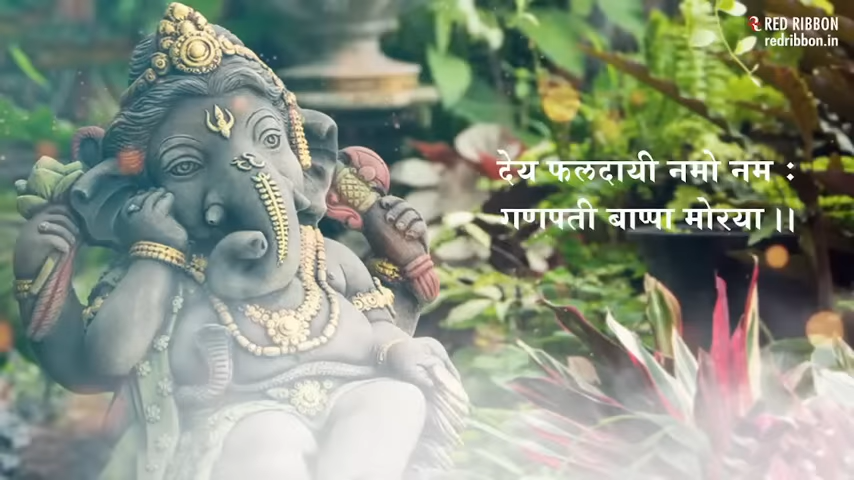 RED RIBBON
redribbon.in
देय फलदायी नमो नम :
गणपती बाप्पा मोरया ।।